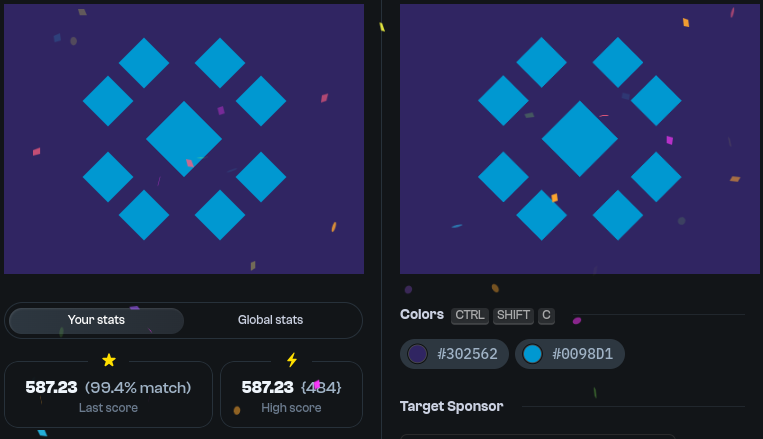 Your stats
Global stats
587.23 (99.4% match)
Last score
587.23 {484}
High score
Colors CTRL SHIFT C
#302562
#0098D1
Target Sponsor